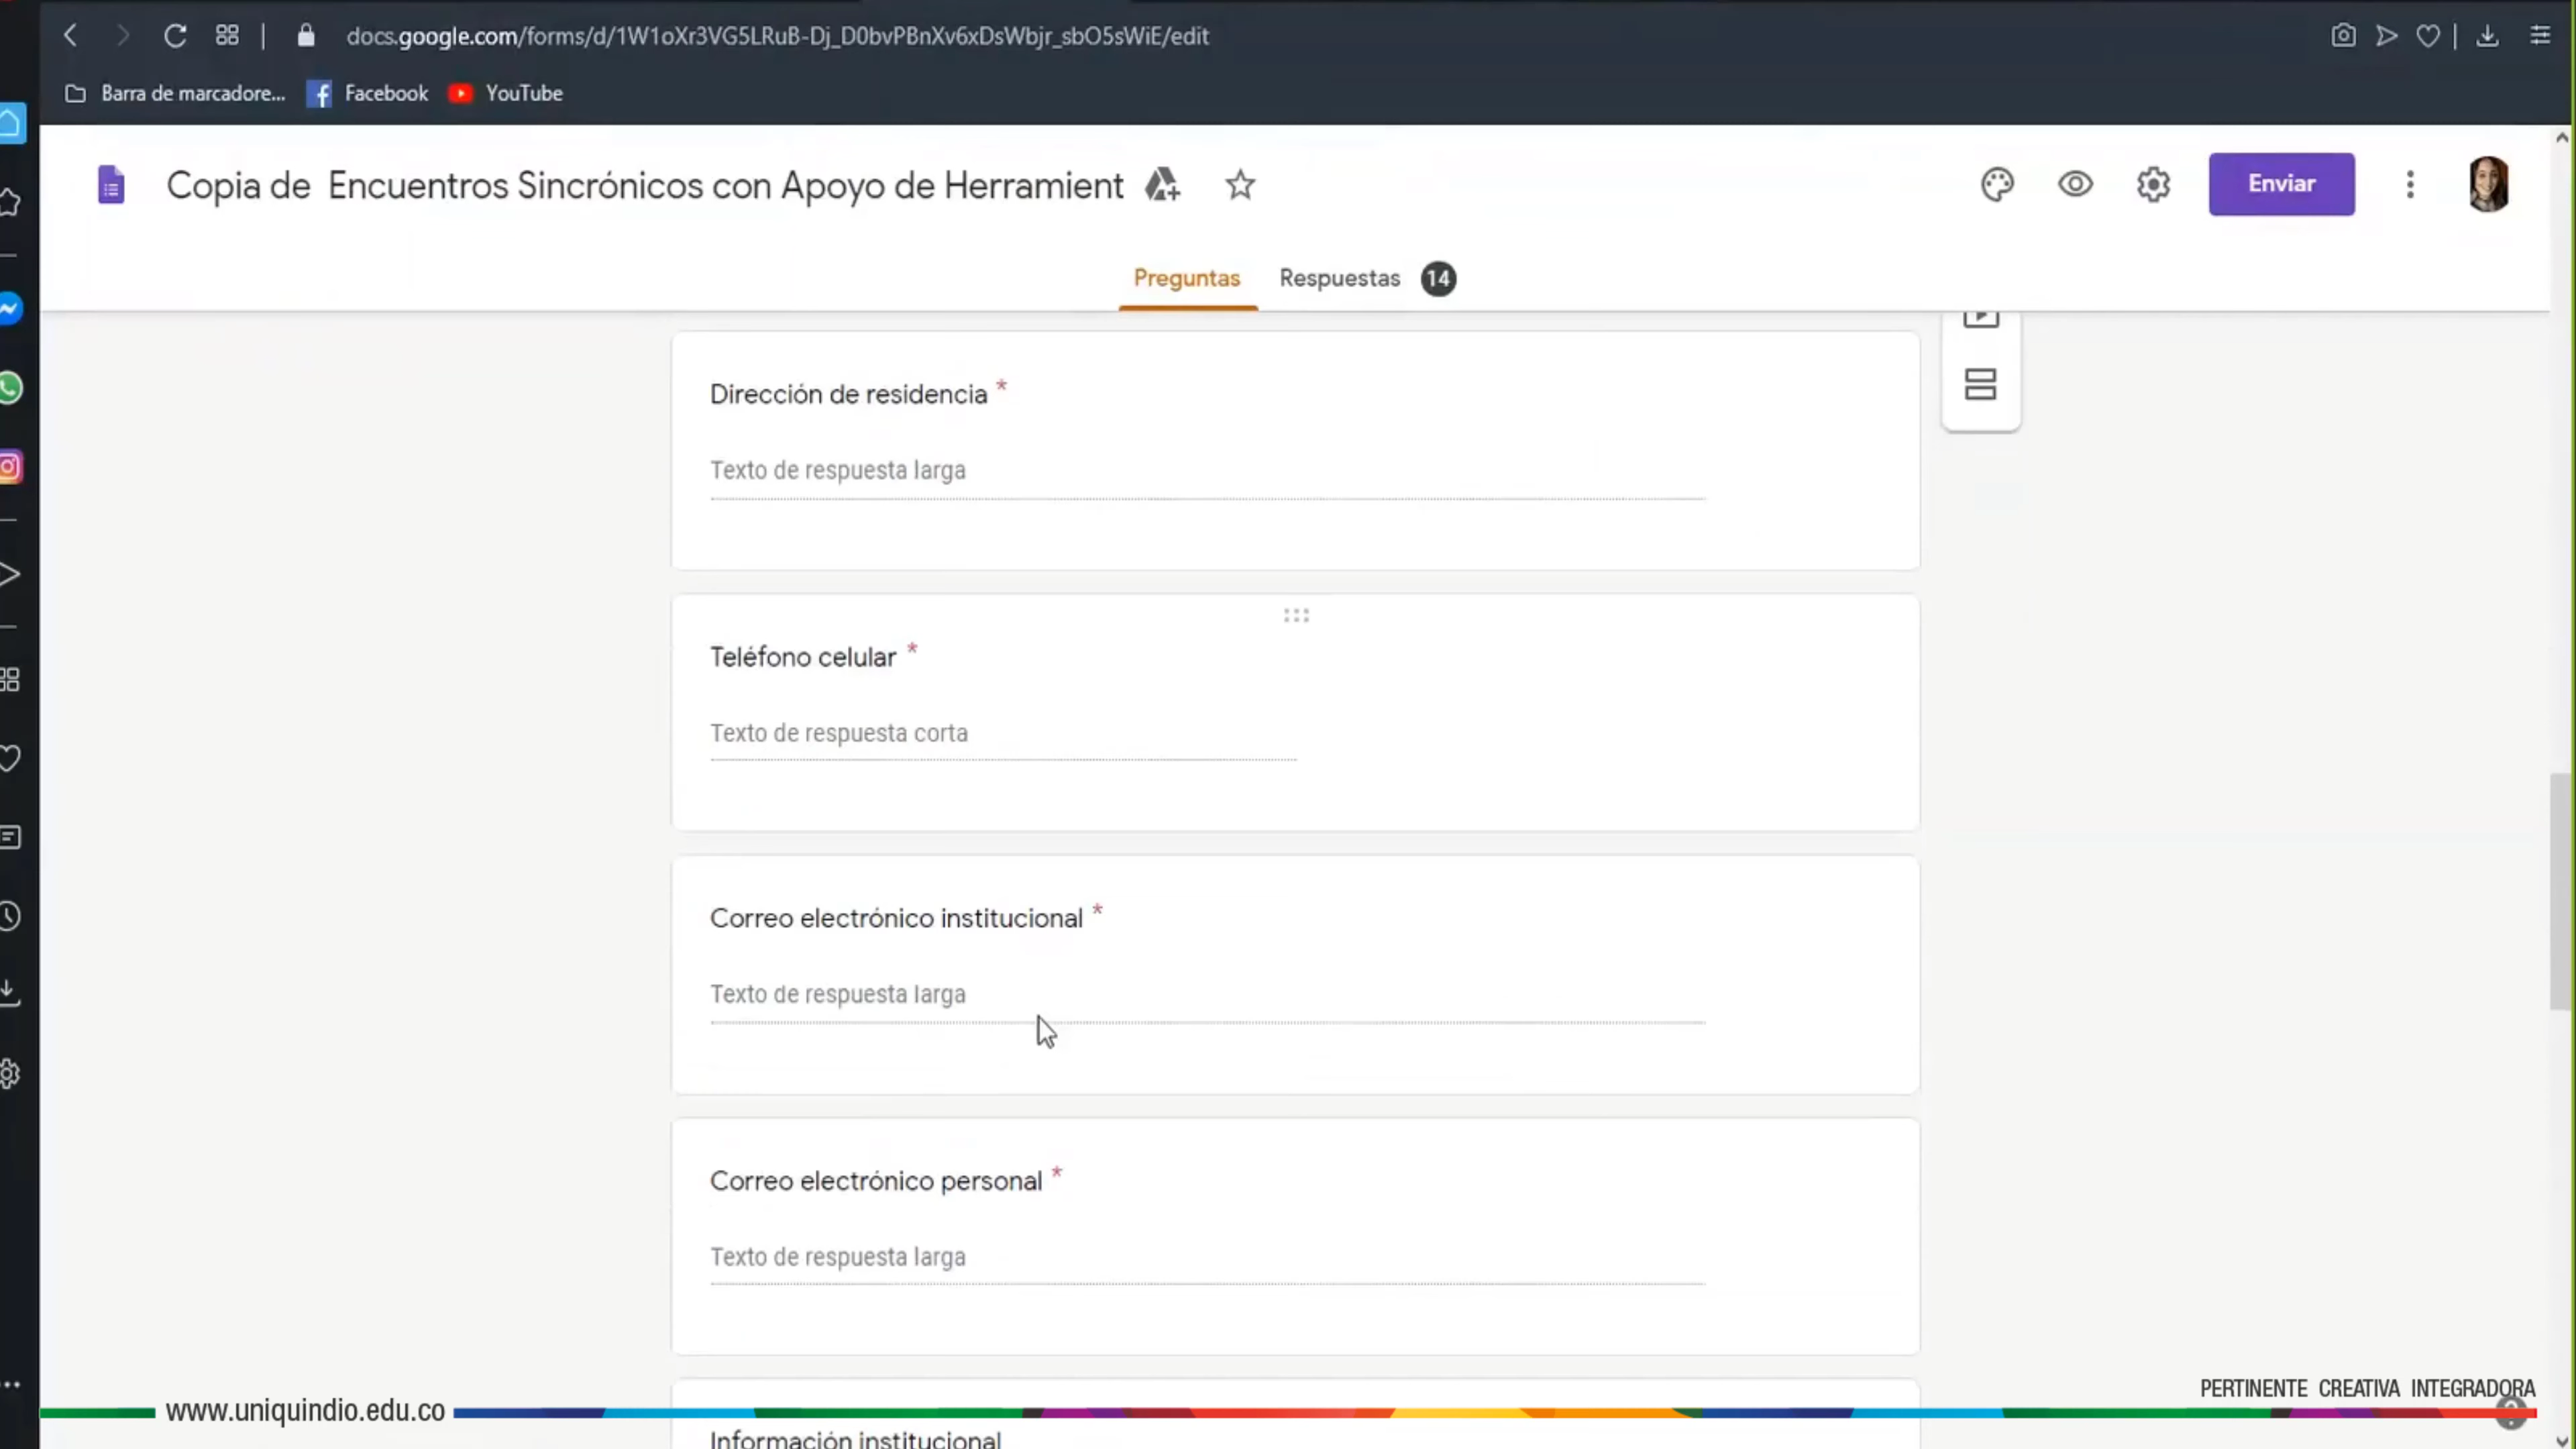 docs.google.com/forms/d/1W1oXr3VG5LRuB-Dj_D0bvPBnXv6xDsWbjr_sbO5sWiE/edit
Barra de marcadore... Facebook YouTube
Copia de Encuentros Sincrónicos con Apoyo de Herramient
Enviar
Preguntas Respuestas 14
Dirección de residencia *
Texto de respuesta larga
Teléfono celular *
Texto de respuesta corta
Correo electrónico institucional *
Texto de respuesta larga
Correo electrónico personal *
Texto de respuesta larga
PERTINENTE CREATIVA INTEGRADORA
www.uniquindio.edu.co
Información institucional